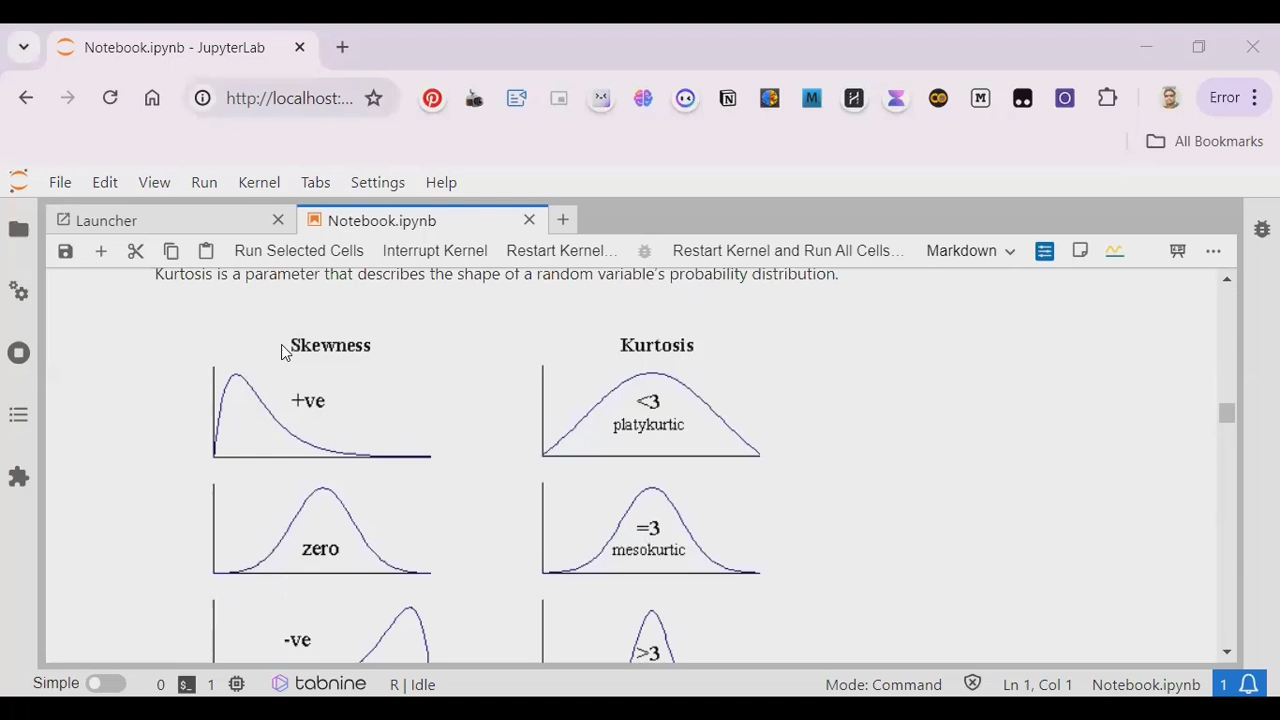 Notebook.ipynb - JupyterLab
http://localhost:...
Error
All Bookmarks
File Edit View Run Kernel Tabs Settings Help
Launcher
Notebook.ipynb
Run Selected Cells Interrupt Kernel Restart Kernel... Restart Kernel and Run All Cells... Markdown
Kurtosis is a parameter that describes the shape of a random variable's probability distribution.
Skewness Kurtosis
+ve <3
platykurtic
zero =3
mesokurtic
-ve >3
Simple 0 1 tabnine R | Idle Mode: Command Ln 1, Col 1 Notebook.ipynb 1